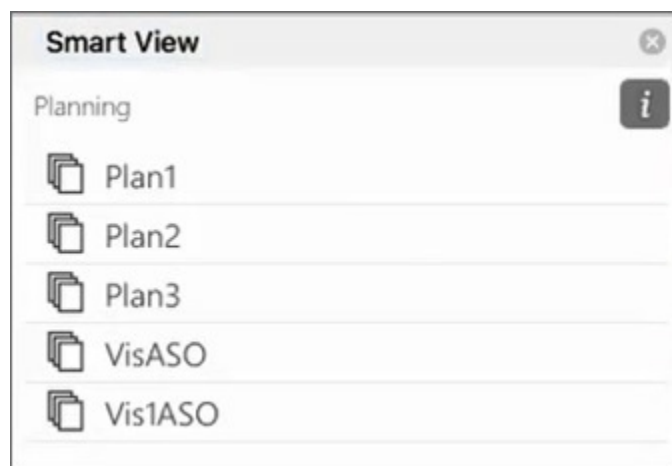 Smart View
Planning
i
Plan1
Plan2
Plan3
VisASO
Vis1ASO